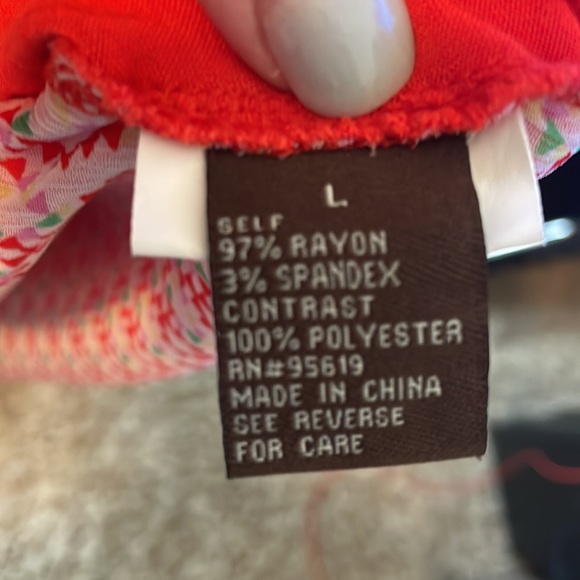 L
SELF
97% RAYON
3% SPANDEX
CONTRAST
100% POLYESTER
RN#95619
MADE IN CHINA
SEE REVERSE
FOR CARE